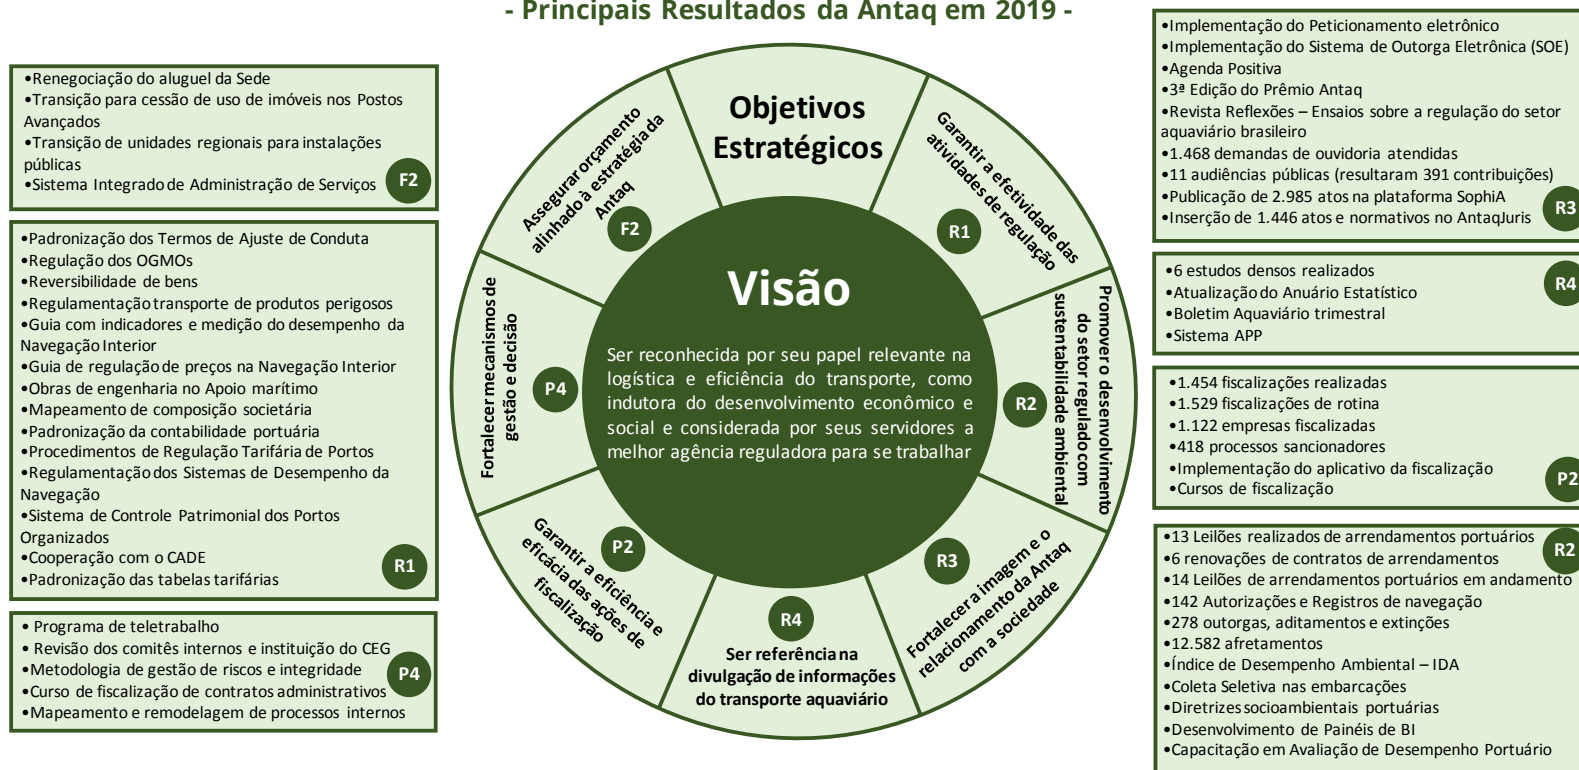 - Principais Resultados da Antaq em 2019 -
•Renegociação do aluguel da Sede
•Transição para cessão de uso de imóveis nos Postos
Avançados
•Transição de unidades regionais para instalações
públicas
•Sistema Integrado de Administração de Serviços
F2
•Padronização dos Termos de Ajuste de Conduta
•Regulação dos OGMOs
•Reversibilidade de bens
•Regulamentação transporte de produtos perigosos
•Guia com indicadores e medição do desempenho da
Navegação Interior
•Guia de regulação de preços na Navegação Interior
•Obras de engenharia no Apoio marítimo
•Mapeamento de composição societária
•Padronização da contabilidade portuária
•Procedimentos de Regulação Tarifária de Portos
•Regulamentação dos Sistemas de Desempenho da
Navegação
•Sistema de Controle Patrimonial dos Portos
Organizados
•Cooperação com o CADE
•Padronização das tabelas tarifárias
R1
• Programa de teletrabalho
• Revisão dos comitês internos e instituição do CEG
•Metodologia de gestão de riscos e integridade
•Curso de fiscalização de contratos administrativos
•Mapeamento e remodelagem de processos internos
P4
Objetivos
Estratégicos
Garantir a efetividade das
atividades de regulação
R1
Promover o desenvolvimento
do setor regulado com
sustentabilidade ambiental
R2
Fortalecer a imagem e o
relacionamento da Antaq
com a sociedade
R3
R4
Ser referência na
divulgação de informações
do transporte aquaviário
Garantir a eficiência e
eficácia das ações de
fiscalização
P2
Fortalecer mecanismos de
gestão e decisão
P4
Assegurar orçamento
alinhado à estratégia da
Antaq
F2
Visão
Ser reconhecida por seu papel relevante na
logística e eficiência do transporte, como
indutora do desenvolvimento econômico e
social e considerada por seus servidores a
melhor agência reguladora para se trabalhar
•Implementação do Peticionamento eletrônico
•Implementação do Sistema de Outorga Eletrônica (SOE)
•Agenda Positiva
•3ª Edição do Prêmio Antaq
•Revista Reflexões – Ensaios sobre a regulação do setor
aquaviário brasileiro
•1.468 demandas de ouvidoria atendidas
•11 audiências públicas (resultaram 391 contribuições)
•Publicação de 2.985 atos na plataforma SophiA
•Inserção de 1.446 atos e normativos no AntaqJuris
R3
•6 estudos densos realizados
•Atualização do Anuário Estatístico
•Boletim Aquaviário trimestral
•Sistema APP
R4
•1.454 fiscalizações realizadas
•1.529 fiscalizações de rotina
•1.122 empresas fiscalizadas
•418 processos sancionadores
•Implementação do aplicativo da fiscalização
•Cursos de fiscalização
P2
•13 Leilões realizados de arrendamentos portuários
•6 renovações de contratos de arrendamentos
•14 Leilões de arrendamentos portuários em andamento
•142 Autorizações e Registros de navegação
•278 outorgas, aditamentos e extinções
•12.582 afretamentos
•Índice de Desempenho Ambiental – IDA
•Coleta Seletiva nas embarcações
•Diretrizes socioambientais portuárias
•Desenvolvimento de Painéis de BI
•Capacitação em Avaliação de Desempenho Portuário
R2